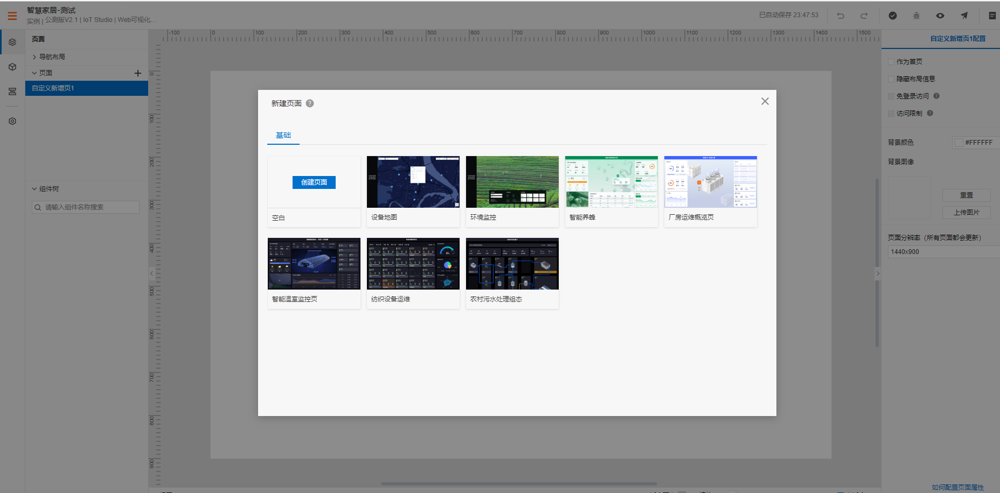 智慧家居-测试
实例 | 公测版V2.1 | IoT Studio | Web可视化...
已自动保存 23:47:53
页面
导航布局
页面
自定义新增页1
组件树
请输入组件名称搜索
-100 0 100 200 300 400 500 600 700 800 900 1000 1100 1200 1300 1400 1500
0
100
200
300
400
500
600
700
800
900
新建页面
基础
创建页面
空白
设备地图
环境监控
智能养蜂
厂房运维概览页
智能温室监控页
纺织设备运维
农村污水处理组态
自定义新增页1配置
作为首页
隐藏布局信息
免登录访问
访问限制
背景颜色
#FFFFFF
背景图像
重置
上传图片
页面分辨率（所有页面都会更新）
1440x900
如何配置页面属性